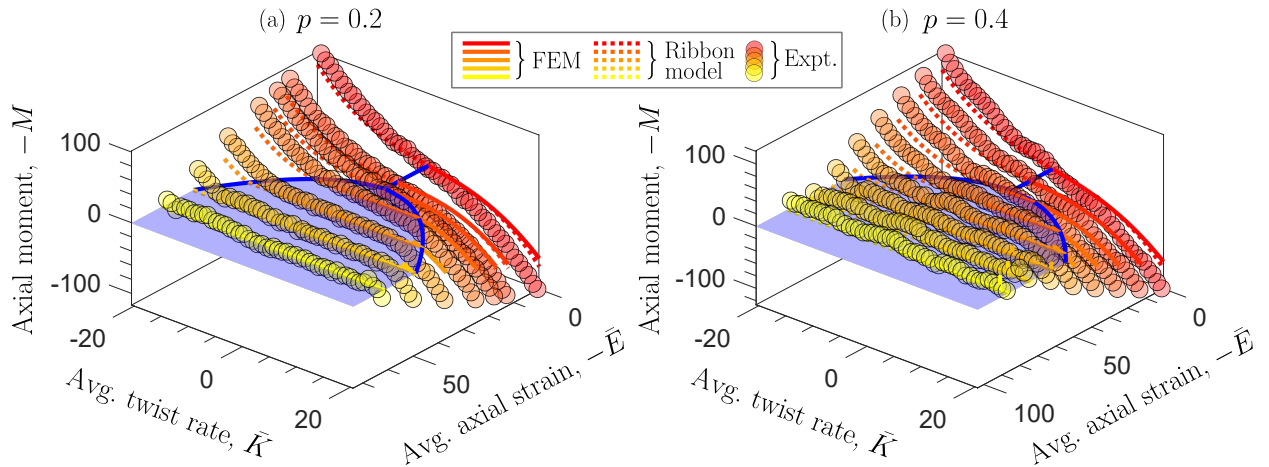 (a) p = 0.2
(b) p = 0.4
FEM
Ribbon
model
Expt.
Axial moment, −M
100
0
-100
-20
0
20
Avg. twist rate, K̄
50
0
Avg. axial strain, −Ē
Axial moment, −M
100
0
-100
-20
0
20
Avg. twist rate, K̄
100
50
0
Avg. axial strain, −Ē